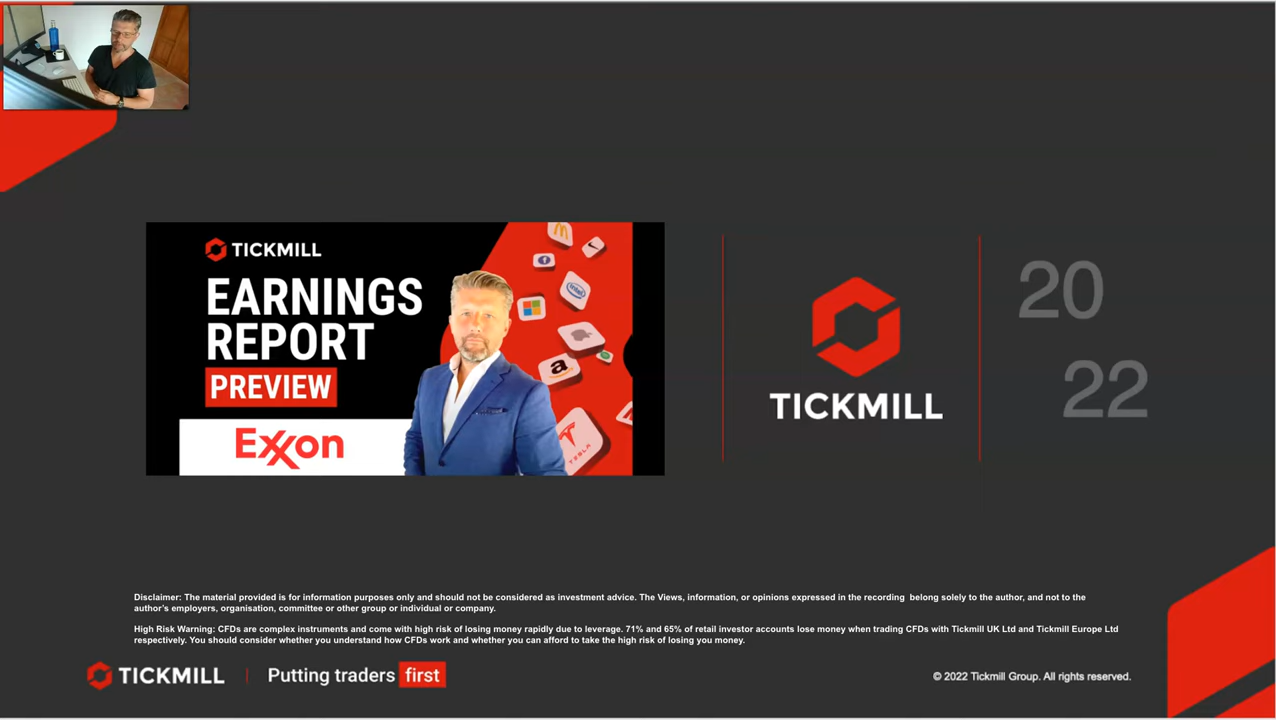 TICKMILL
EARNINGS
REPORT
PREVIEW
Exxon
intel
a
TESLA
TICKMILL
20
22
Disclaimer: The material provided is for information purposes only and should not be considered as investment advice. The Views, information, or opinions expressed in the recording belong solely to the author, and not to the
author's employers, organisation, committee or other group or individual or company.
High Risk Warning: CFDs are complex instruments and come with high risk of losing money rapidly due to leverage. 71% and 65% of retail investor accounts lose money when trading CFDs with Tickmill UK Ltd and Tickmill Europe Ltd
respectively. You should consider whether you understand how CFDs work and whether you can afford to take the high risk of losing you money.
TICKMILL | Putting traders first
© 2022 Tickmill Group. All rights reserved.